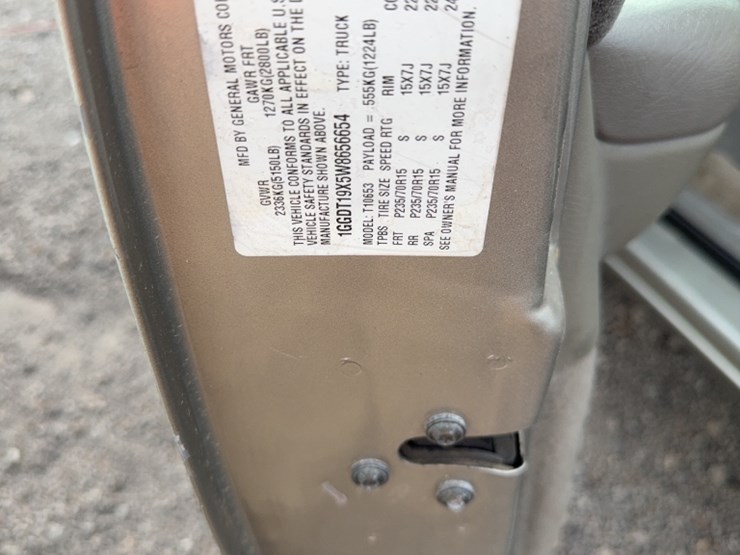 MFD BY GENERAL MOTORS
GVWR GAWR FRT
2336KG(5150LB) 1270KG(2800LB)
THIS VEHICLE CONFORMS TO ALL APPLICABLE U.S
VEHICLE SAFETY STANDARDS IN EFFECT ON THE
MANUFACTURE SHOWN ABOVE.
1GGDT19X5W8656654 TYPE: TRUCK
MODEL: T10653 PAYLOAD = 555KG(1224LB)
TPBS TIRE SIZE SPEED RTG RIM
FRT P235/70R15 S 15X7J
RR P235/70R15 S 15X7J
SPA P235/70R15 S 15X7J
SEE OWNER'S MANUAL FOR MORE INFORMATION.